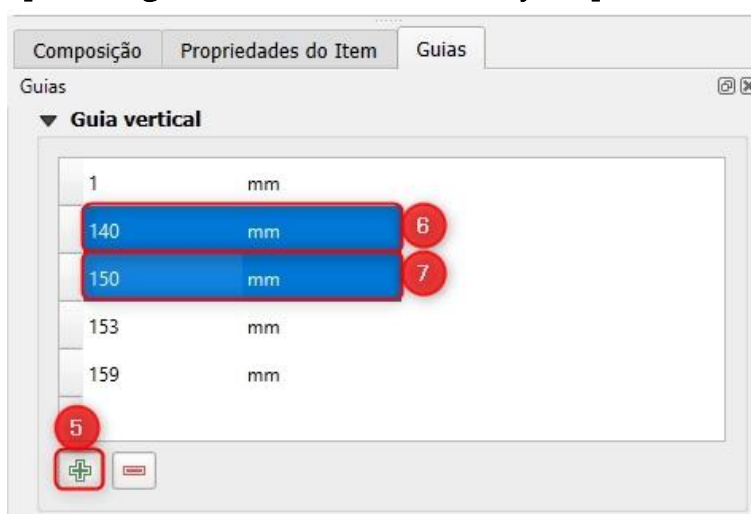 Composição Propriedades do Item Guias
Guias
Guia vertical
1 mm
140 mm 6
150 mm 7
153 mm
159 mm
5